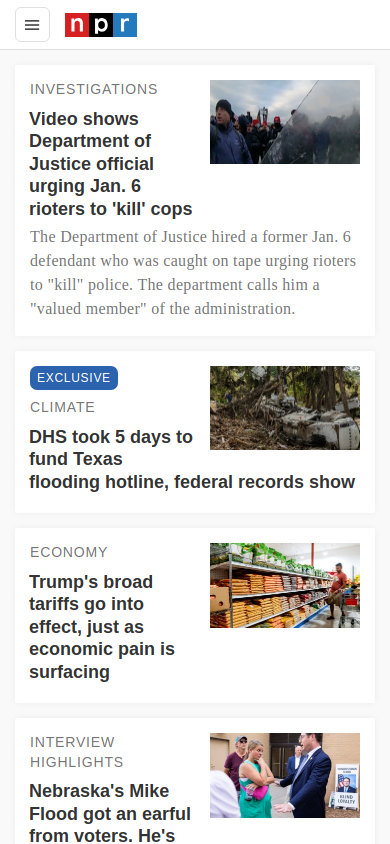 npr
INVESTIGATIONS
Video shows
Department of
Justice official
urging Jan. 6
rioters to 'kill' cops
The Department of Justice hired a former Jan. 6
defendant who was caught on tape urging rioters
to "kill" police. The department calls him a
"valued member" of the administration.
EXCLUSIVE
CLIMATE
DHS took 5 days to
fund Texas
flooding hotline, federal records show
ECONOMY
Trump's broad
tariffs go into
effect, just as
economic pain is
surfacing
INTERVIEW
HIGHLIGHTS
Nebraska's Mike
Flood got an earful
from voters. He's
BLIND
LOYALTY